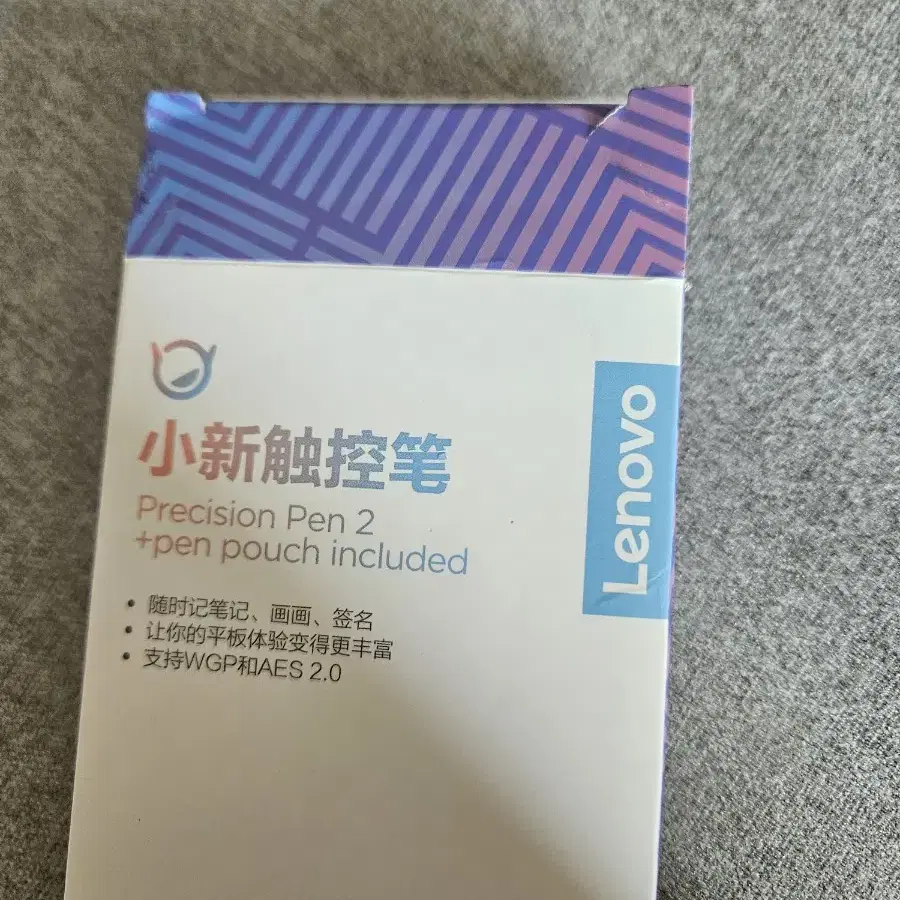 小新触控笔
Precision Pen 2
+pen pouch included
• 随时记笔记、画画、签名
• 让你的平板体验变得更丰富
• 支持WGP和AES 2.0
Lenovo